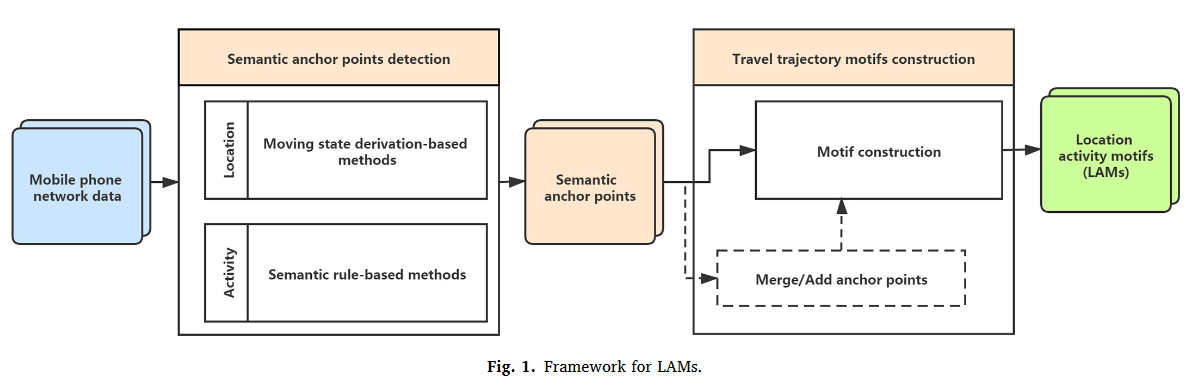 Semantic anchor points detection
Travel trajectory motifs construction
Mobile phone
network data
Location
Moving state derivation-based
methods
Activity
Semantic rule-based methods
Semantic
anchor points
Motif construction
Merge/Add anchor points
Location
activity motifs
(LAMs)
Fig. 1. Framework for LAMs.